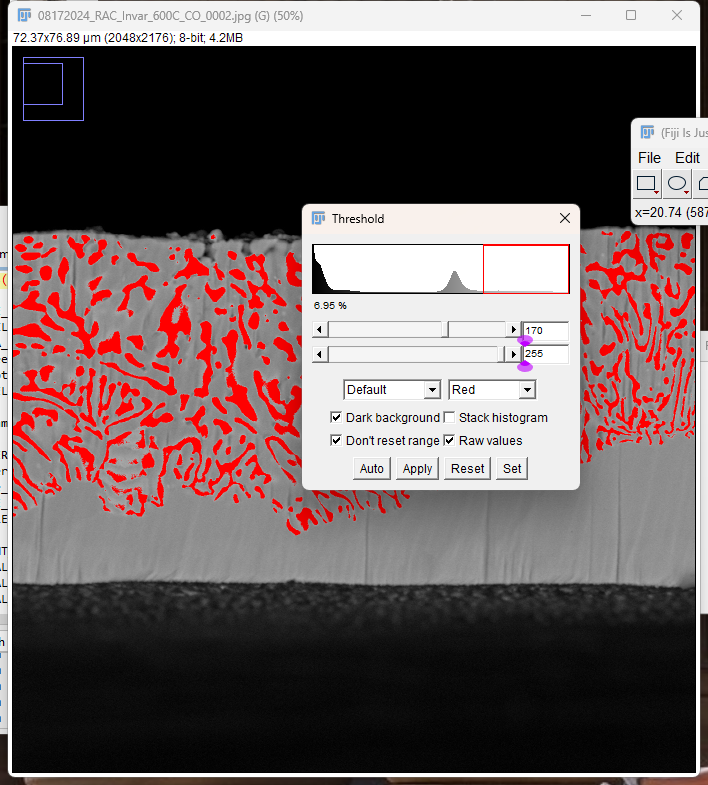 08172024_RAC_Invar_600C_CO_0002.jpg (G) (50%)
72.37x76.89 µm (2048x2176); 8-bit; 4.2MB
(Fiji Is Jus
File Edit
x=20.74 (587
Threshold
6.95 %
170
255
Default Red
Dark background Stack histogram
Don't reset range Raw values
Auto Apply Reset Set